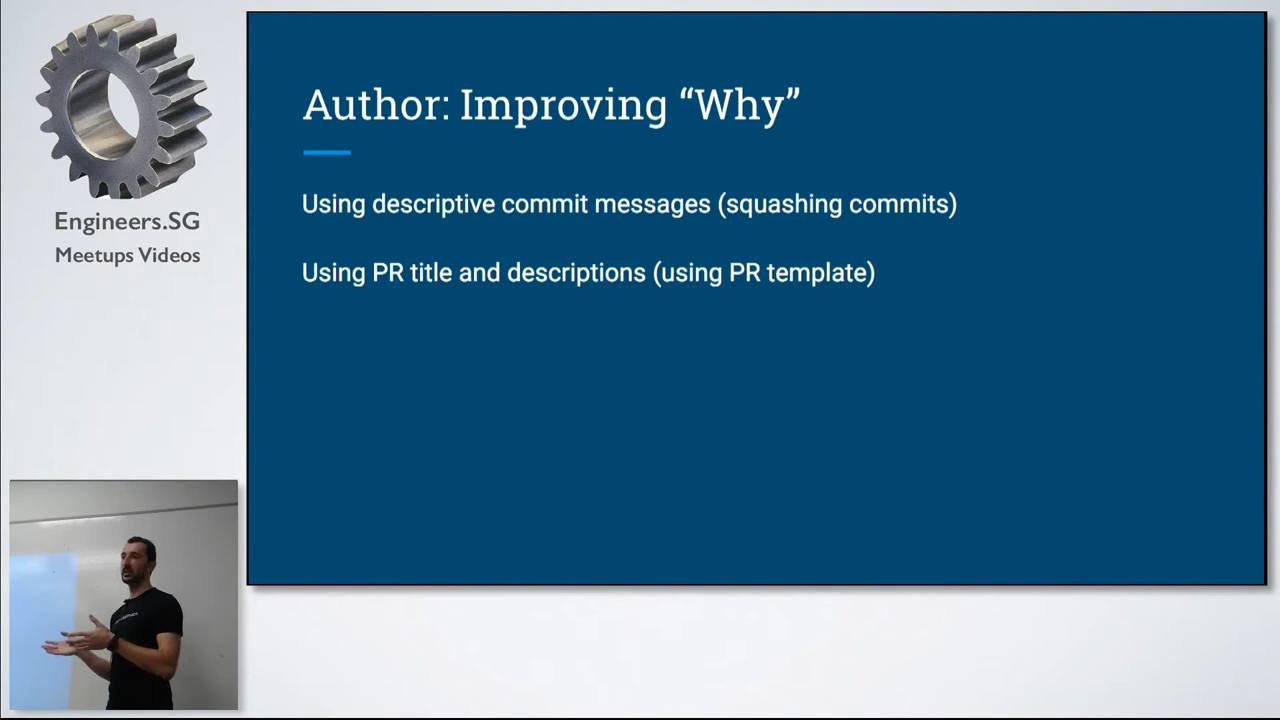 Engineers.SG
Meetups Videos
Author: Improving “Why”
Using descriptive commit messages (squashing commits)
Using PR title and descriptions (using PR template)